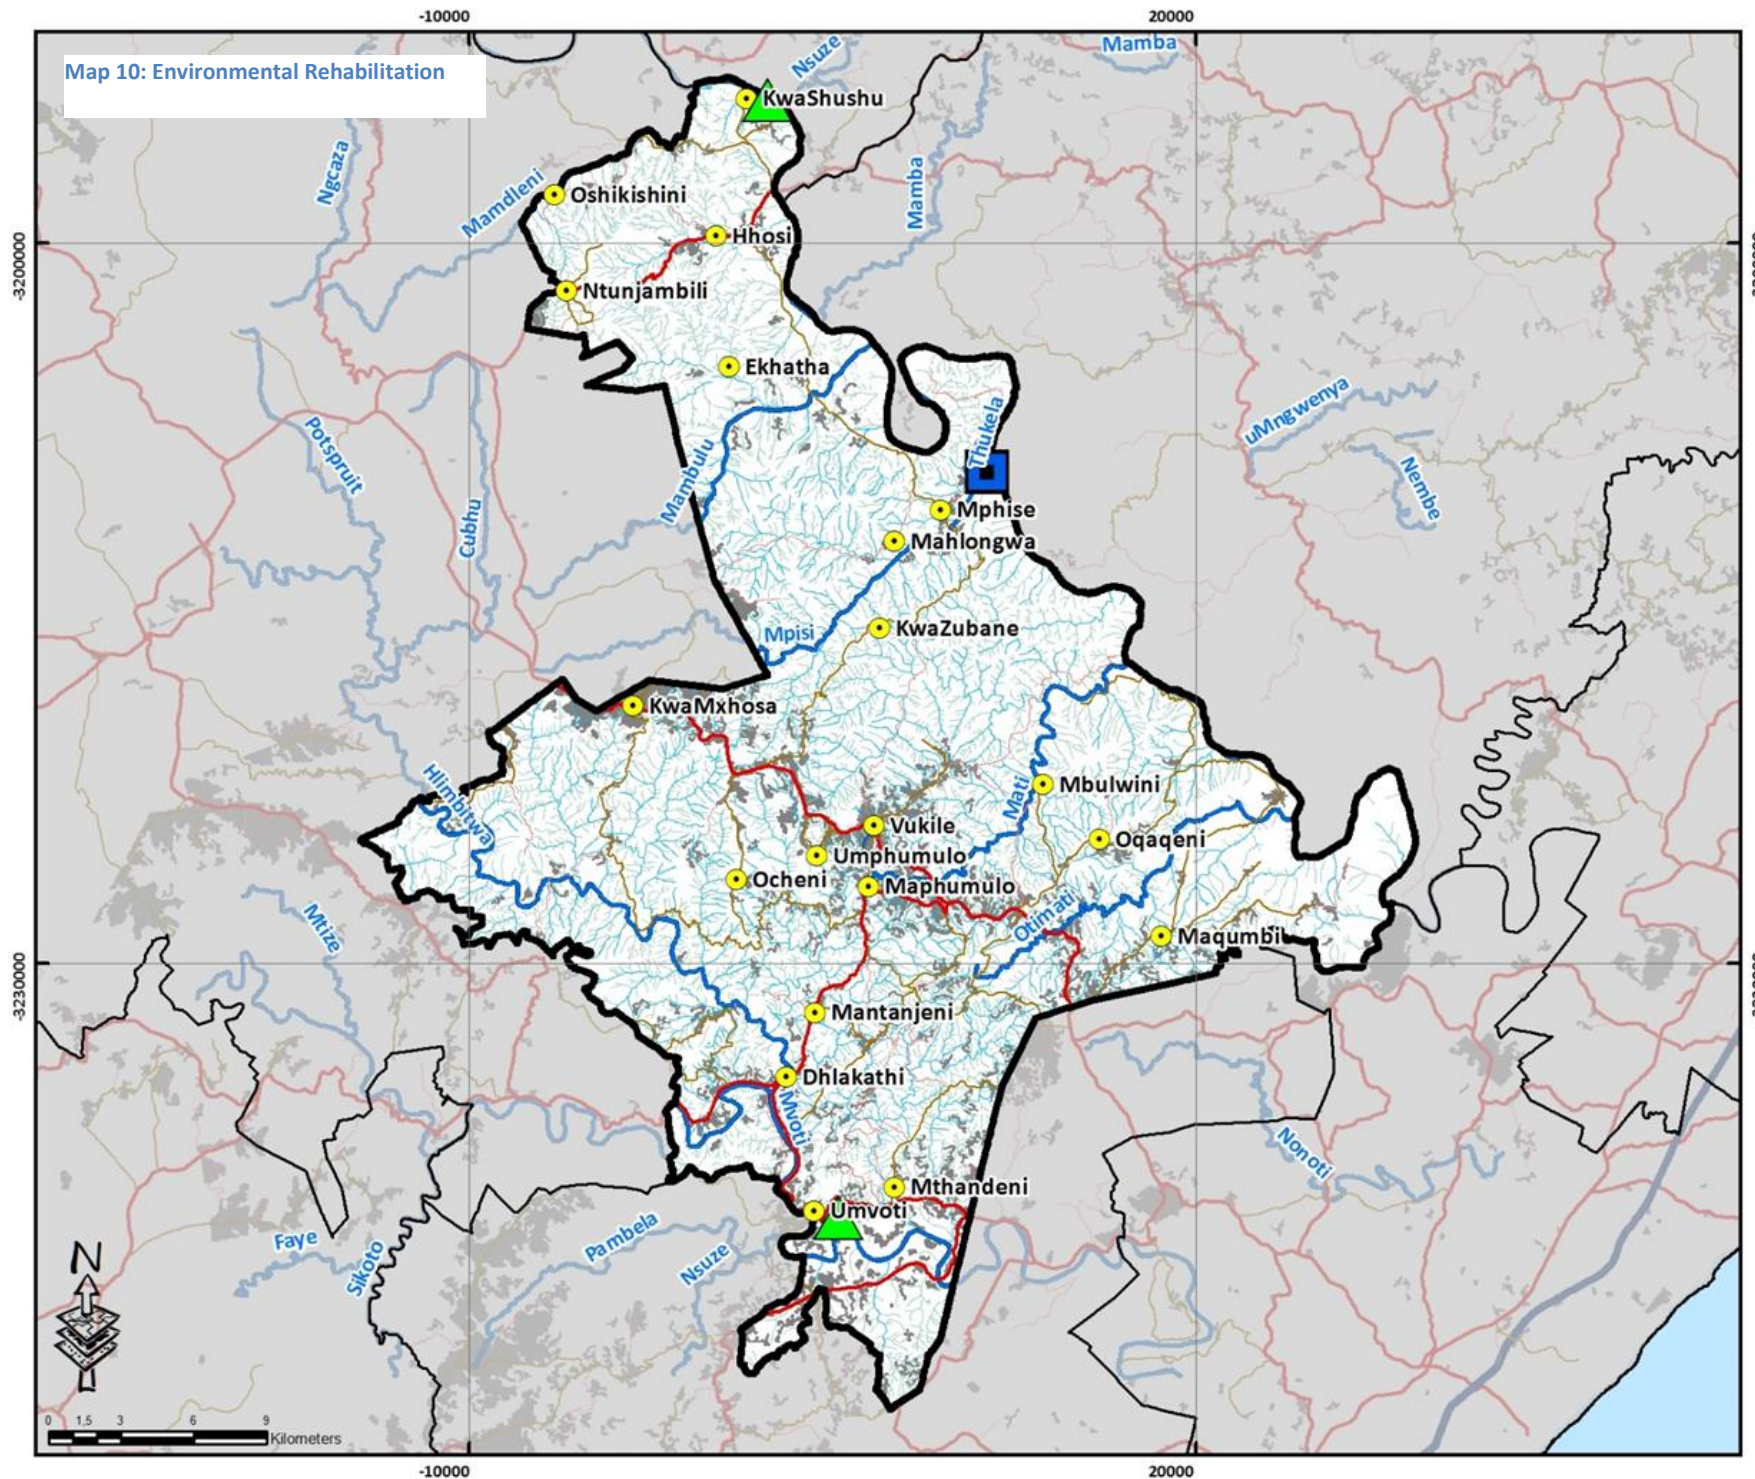 -10000
20000
Map 10: Environmental Rehabilitation
Nsuze
Mamba
KwaShushu
Ngcaza
Mamdleni
Mamba
Oshikishini
Hhosi
-3200000
Ntunjambili
Ekhatha
uMngwenya
Potspruit
Mambulu
Thukela
Nembe
Cubhu
Mphise
Mahlongwa
Mpisi
KwaZubane
KwaMxhosa
Hlimbitwa
Mati
Mbulwini
Vukile
Oqaqeni
Umphumulo
Ocheni
Maphumulo
Mtize
Otimati
Maqumbi
-3230000
Mantanjeni
Dhlakathi
Mvoti
Nonoti
Mthandeni
Umvoti
Faye
Sikoto
Pambela
Nsuze
N
0 1,5 3 6 9
Kilometers
-10000
20000